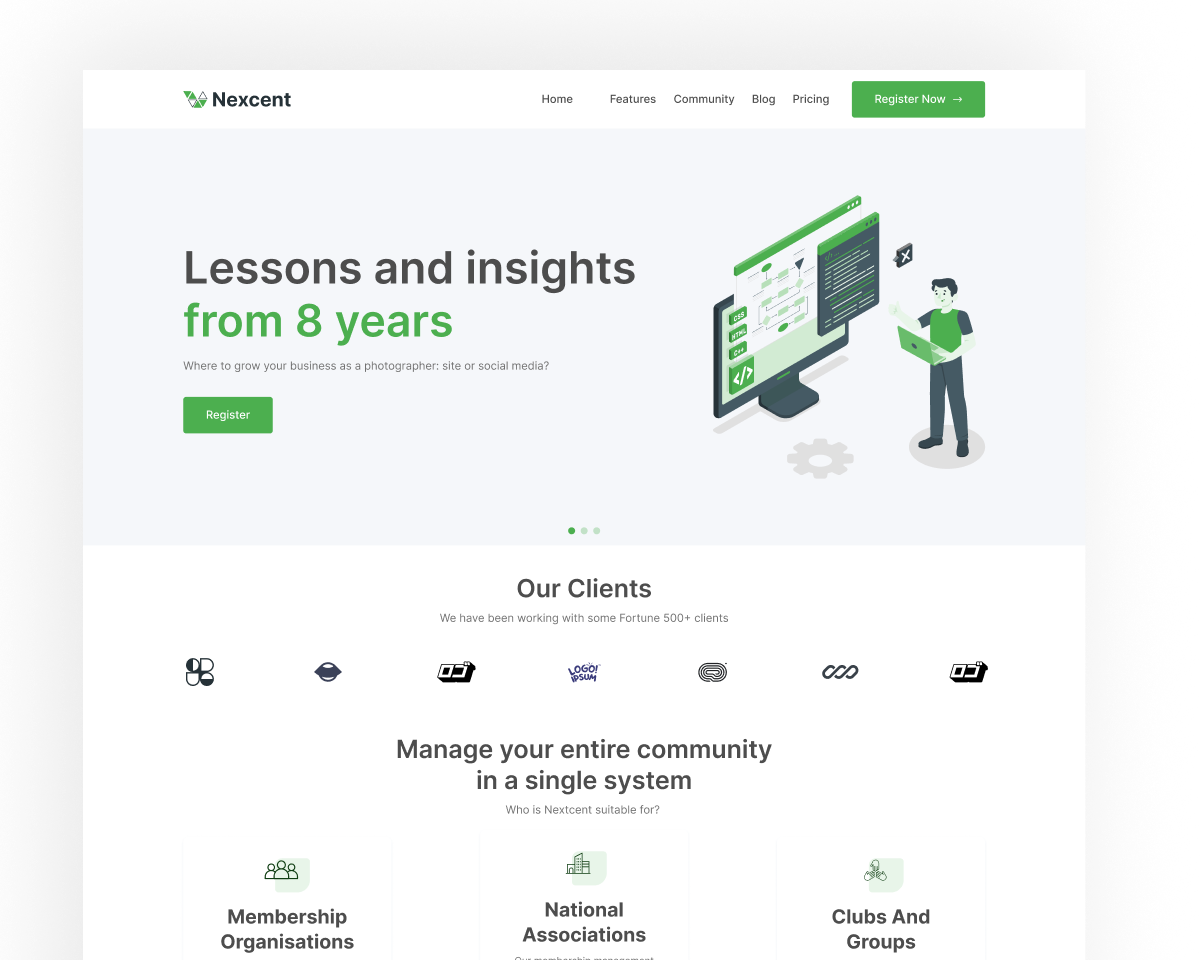 Nexcent
Home Features Community Blog Pricing Register Now →
Lessons and insights
from 8 years
Where to grow your business as a photographer: site or social media?
Register
CSS
HTML
C++
</>
Our Clients
We have been working with some Fortune 500+ clients
LOGO!
IPSUM
Manage your entire community
in a single system
Who is Nextcent suitable for?
Membership
Organisations
National
Associations
Our membership management
Clubs And
Groups